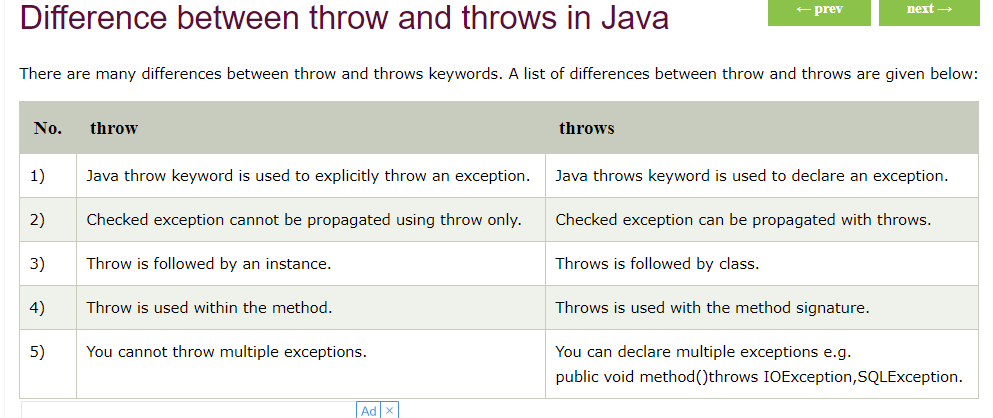 Difference between throw and throws in Java
← prev
next →
There are many differences between throw and throws keywords. A list of differences between throw and throws are given below:
No. throw throws
1) Java throw keyword is used to explicitly throw an exception. Java throws keyword is used to declare an exception.
2) Checked exception cannot be propagated using throw only. Checked exception can be propagated with throws.
3) Throw is followed by an instance. Throws is followed by class.
4) Throw is used within the method. Throws is used with the method signature.
5) You cannot throw multiple exceptions. You can declare multiple exceptions e.g.
public void method()throws IOException,SQLException.
Ad ×